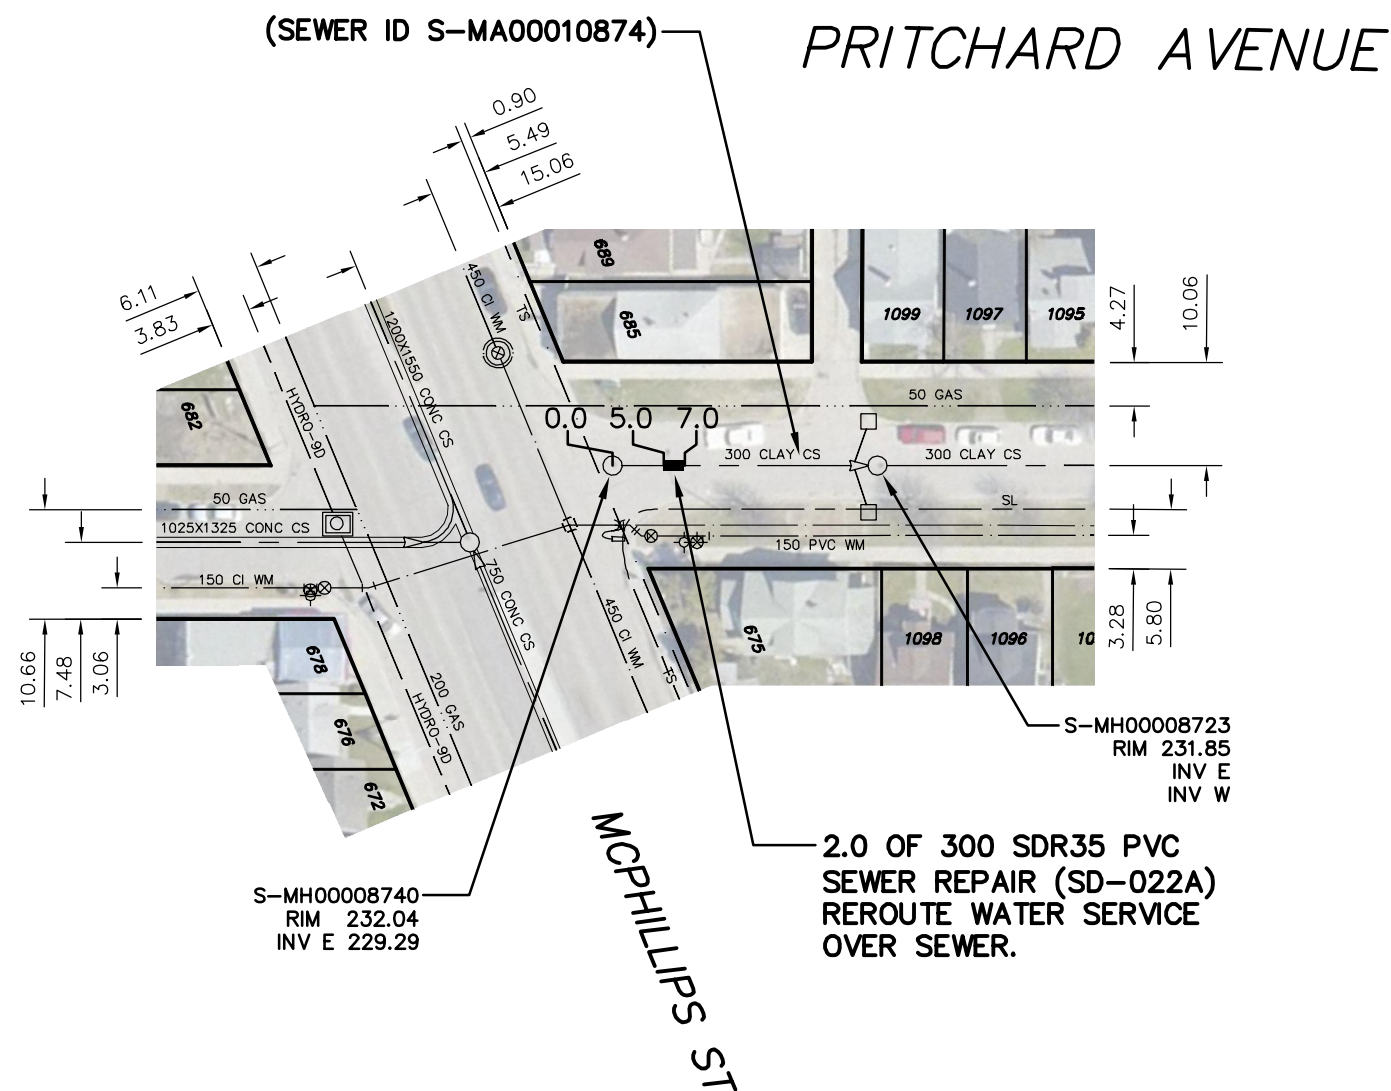 (SEWER ID S-MA00010874)
PRITCHARD AVENUE
0.90
5.49
15.06
6.11
3.83
689
685
450 CI WM
TS
1200X1550 CONC CS
1099
1097
1095
4.27
10.06
682
HYDRO-9D
50 GAS
0.0 5.0 7.0
300 CLAY CS
300 CLAY CS
50 GAS
1025X1325 CONC CS
SL
150 PVC WM
150 CI WM
750 CONC CS
450 CI WM
TS
675
1098
1096
10
3.28
5.80
10.66
7.48
3.06
678
676
672
200 GAS
HYDRO-9D
S-MH00008723
RIM 231.85
INV E
INV W
MCPHILLIPS ST
2.0 OF 300 SDR35 PVC
SEWER REPAIR (SD-022A)
REROUTE WATER SERVICE
OVER SEWER.
S-MH00008740
RIM 232.04
INV E 229.29